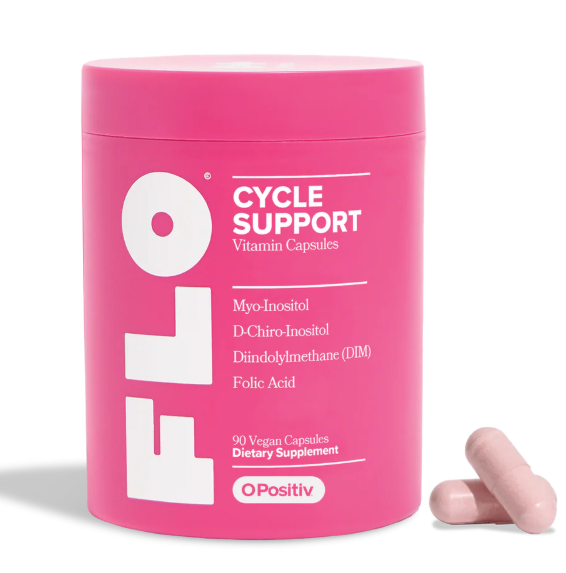 FLO®
CYCLE
SUPPORT
Vitamin Capsules
Myo-Inositol
D-Chiro-Inositol
Diindolylmethane (DIM)
Folic Acid
90 Vegan Capsules
Dietary Supplement
OPositiv